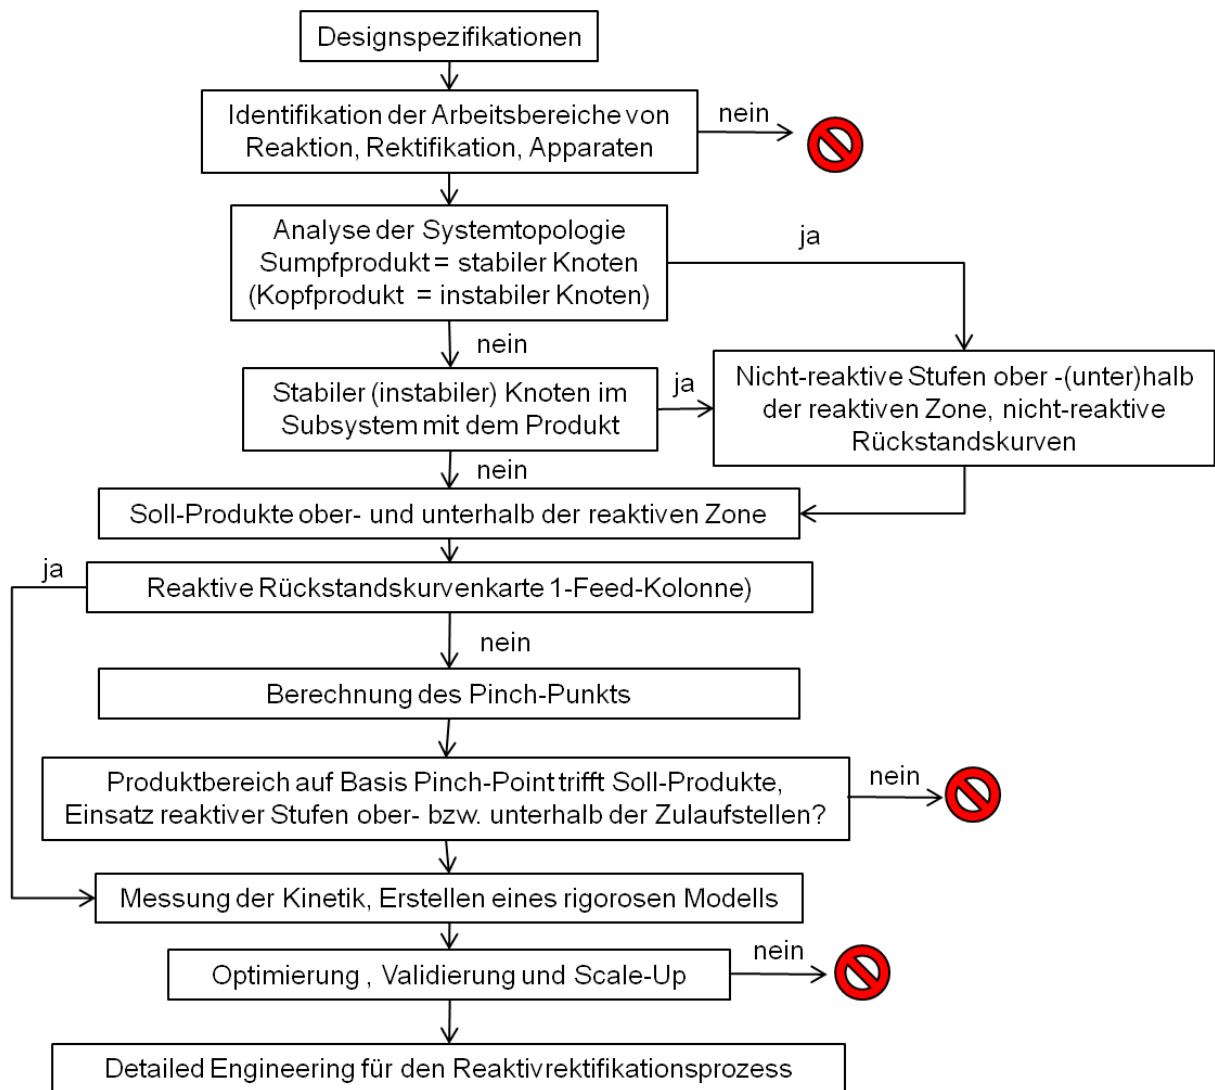 Designspezifikationen
Identifikation der Arbeitsbereiche von
Reaktion, Rektifikation, Apparaten
nein
Analyse der Systemtopologie
Sumpfprodukt = stabiler Knoten
(Kopfprodukt = instabiler Knoten)
ja
nein
Stabiler (instabiler) Knoten im
Subsystem mit dem Produkt
ja
Nicht-reaktive Stufen ober -(unter)halb
der reaktiven Zone, nicht-reaktive
Rückstandskurven
nein
Soll-Produkte ober- und unterhalb der reaktiven Zone
ja
Reaktive Rückstandskurvenkarte 1-Feed-Kolonne)
nein
Berechnung des Pinch-Punkts
Produktbereich auf Basis Pinch-Point trifft Soll-Produkte,
Einsatz reaktiver Stufen ober- bzw. unterhalb der Zulaufstellen?
nein
Messung der Kinetik, Erstellen eines rigorosen Modells
Optimierung , Validierung und Scale-Up
nein
Detailed Engineering für den Reaktivrektifikationsprozess